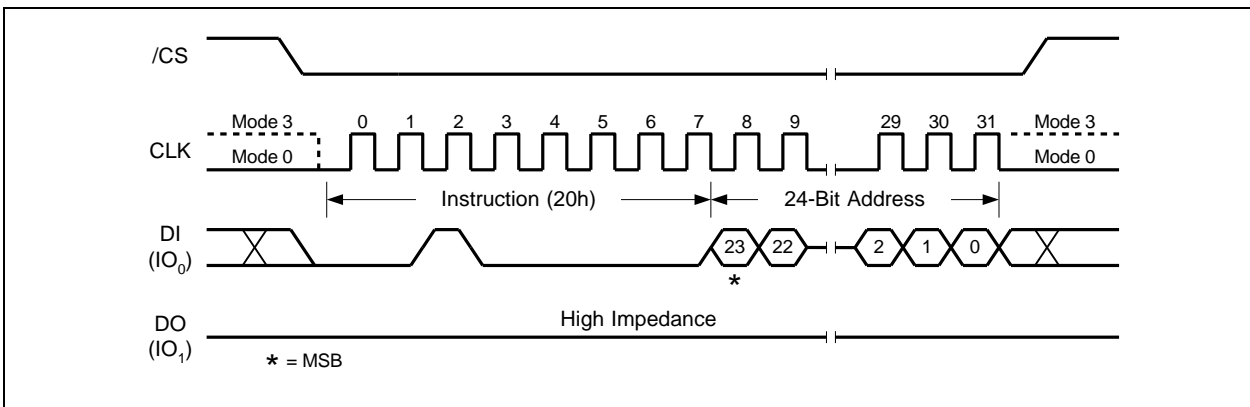 /CS
Mode 3 0 1 2 3 4 5 6 7 8 9 29 30 31 Mode 3
CLK
Mode 0 Mode 0
Instruction (20h) 24-Bit Address
DI
(IO0)
23 22 2 1 0
*
High Impedance
DO
(IO1)
* = MSB